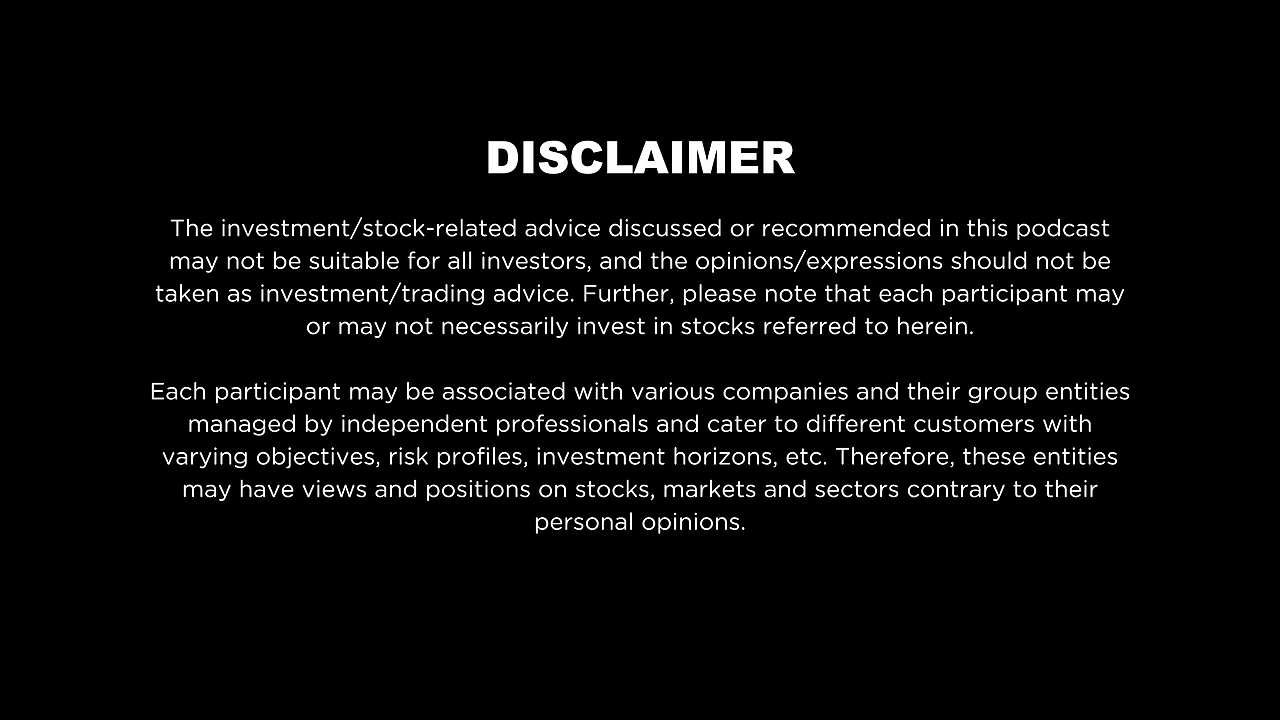 DISCLAIMER
The investment/stock-related advice discussed or recommended in this podcast
may not be suitable for all investors, and the opinions/expressions should not be
taken as investment/trading advice. Further, please note that each participant may
or may not necessarily invest in stocks referred to herein.
Each participant may be associated with various companies and their group entities
managed by independent professionals and cater to different customers with
varying objectives, risk profiles, investment horizons, etc. Therefore, these entities
may have views and positions on stocks, markets and sectors contrary to their
personal opinions.